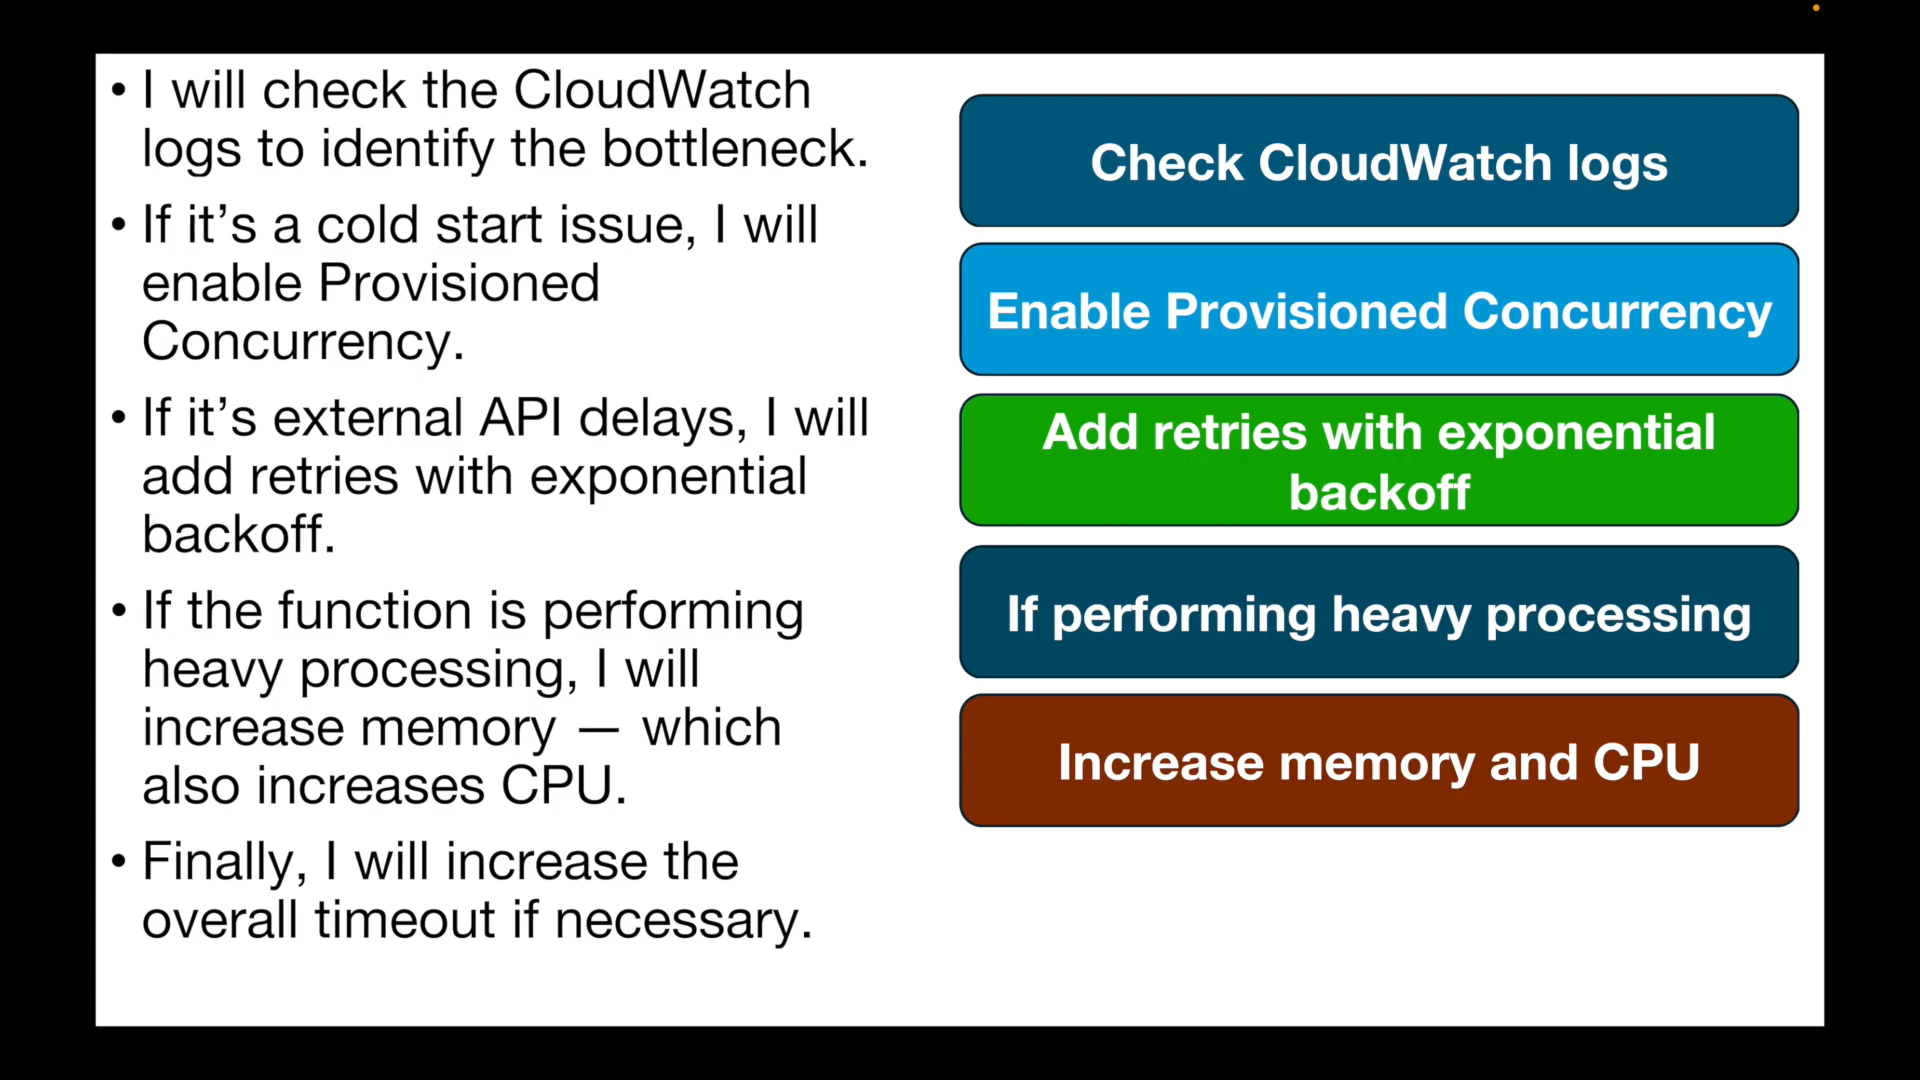 • I will check the CloudWatch
logs to identify the bottleneck.
• If it’s a cold start issue, I will
enable Provisioned
Concurrency.
• If it’s external API delays, I will
add retries with exponential
backoff.
• If the function is performing
heavy processing, I will
increase memory — which
also increases CPU.
• Finally, I will increase the
overall timeout if necessary.
Check CloudWatch logs
Enable Provisioned Concurrency
Add retries with exponential
backoff
If performing heavy processing
Increase memory and CPU